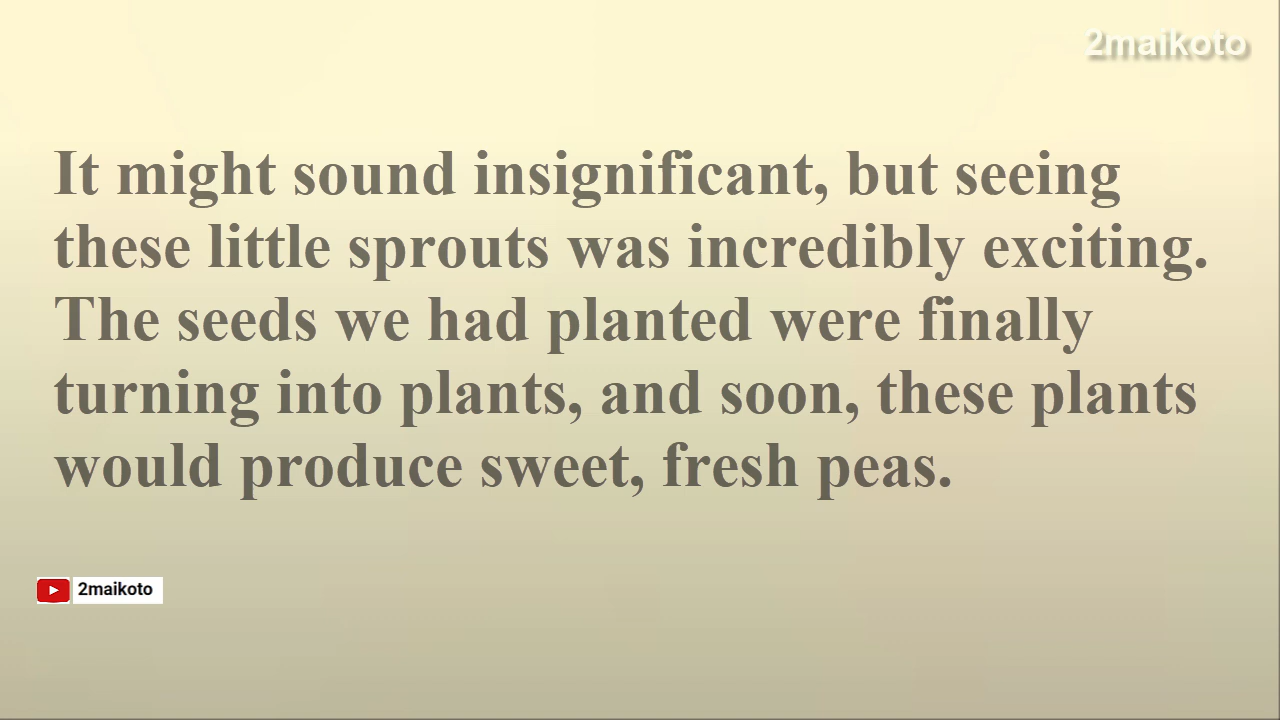 2maikoto
It might sound insignificant, but seeing
these little sprouts was incredibly exciting.
The seeds we had planted were finally
turning into plants, and soon, these plants
would produce sweet, fresh peas.
2maikoto